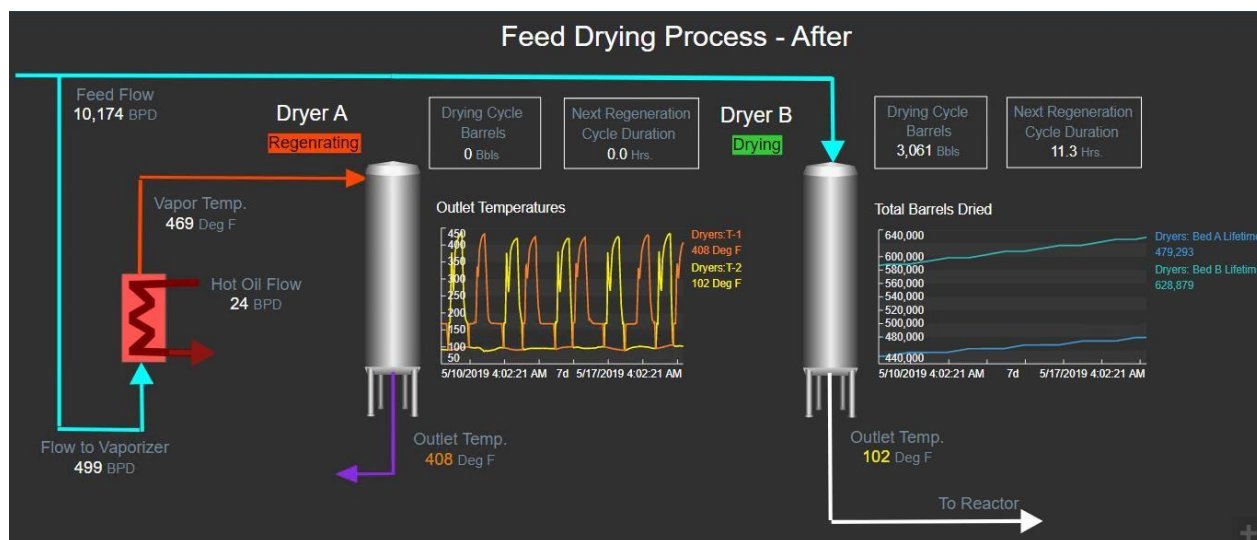 Feed Drying Process - After
Feed Flow
10,174 BPD
Dryer A
Regenrating
Drying Cycle
Barrels
0 Bbls
Next Regeneration
Cycle Duration
0.0 Hrs.
Dryer B
Drying
Drying Cycle
Barrels
3,061 Bbls
Next Regeneration
Cycle Duration
11.3 Hrs.
Vapor Temp.
469 Deg F
Hot Oil Flow
24 BPD
Flow to Vaporizer
499 BPD
Outlet Temperatures
450
400
350
300
250
200
150
100
50
5/10/2019 4:02:21 AM 7d 5/17/2019 4:02:21 AM
Dryers:T-1
408 Deg F
Dryers:T-2
102 Deg F
Outlet Temp.
408 Deg F
Total Barrels Dried
640,000
600,000
580,000
560,000
540,000
520,000
500,000
480,000
440,000
5/10/2019 4:02:21 AM 7d 5/17/2019 4:02:21 AM
Dryers: Bed A Lifetim
479,293
Dryers: Bed B Lifetim
628,879
Outlet Temp.
102 Deg F
To Reactor